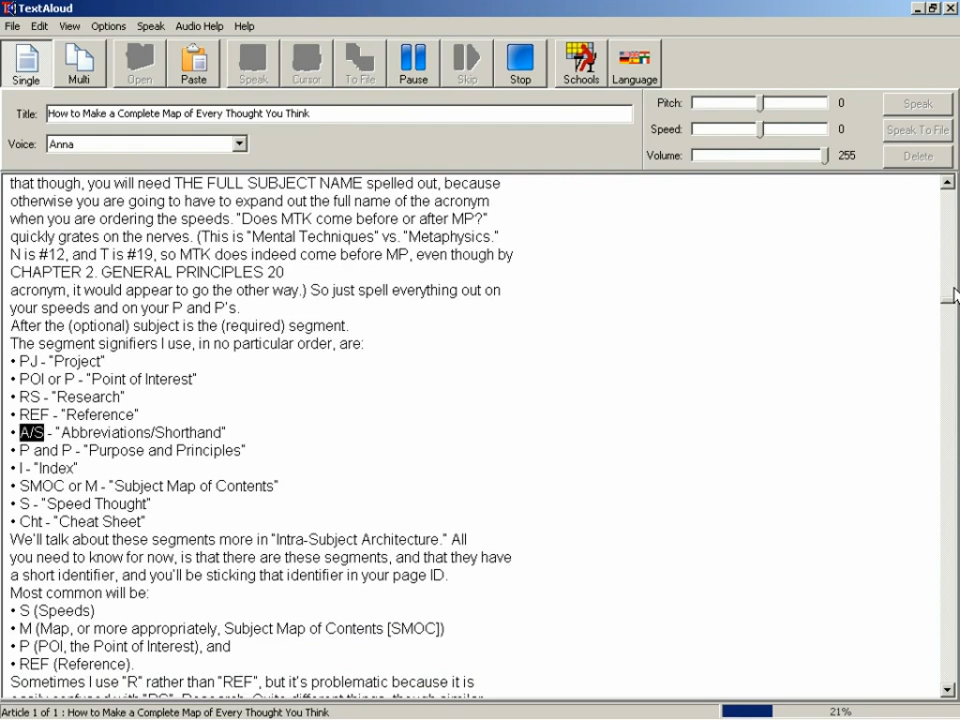 TextAloud
File Edit View Options Speak Audio Help Help
Single Multi Open Paste Speak Cursor To File Pause Skip Stop Schools Language
Title: How to Make a Complete Map of Every Thought You Think
Voice: Anna
Pitch: 0 Speak
Speed: 0 Speak To File
Volume: 255 Delete
that though, you will need THE FULL SUBJECT NAME spelled out, because
otherwise you are going to have to expand out the full name of the acronym
when you are ordering the speeds. "Does MTK come before or after MP?"
quickly grates on the nerves. (This is "Mental Techniques" vs. "Metaphysics."
N is #12, and T is #19, so MTK does indeed come before MP, even though by
CHAPTER 2. GENERAL PRINCIPLES 20
acronym, it would appear to go the other way.) So just spell everything out on
your speeds and on your P and P's.
After the (optional) subject is the (required) segment.
The segment signifiers I use, in no particular order, are:
• PJ - "Project"
• POI or P - "Point of Interest"
• RS - "Research"
• REF - "Reference"
• A/S - "Abbreviations/Shorthand"
• P and P - "Purpose and Principles"
• I - "Index"
• SMOC or M - "Subject Map of Contents"
• S - "Speed Thought"
• Cht - "Cheat Sheet"
We'll talk about these segments more in "Intra-Subject Architecture." All
you need to know for now, is that there are these segments, and that they have
a short identifier, and you'll be sticking that identifier in your page ID.
Most common will be:
• S (Speeds)
• M (Map, or more appropriately, Subject Map of Contents [SMOC])
• P (POI, the Point of Interest), and
• REF (Reference).
Sometimes I use "R" rather than "REF", but it's problematic because it is
easily confused with "RS", Research. Quite different things, though similar
Article 1 of 1 : How to Make a Complete Map of Every Thought You Think
21%